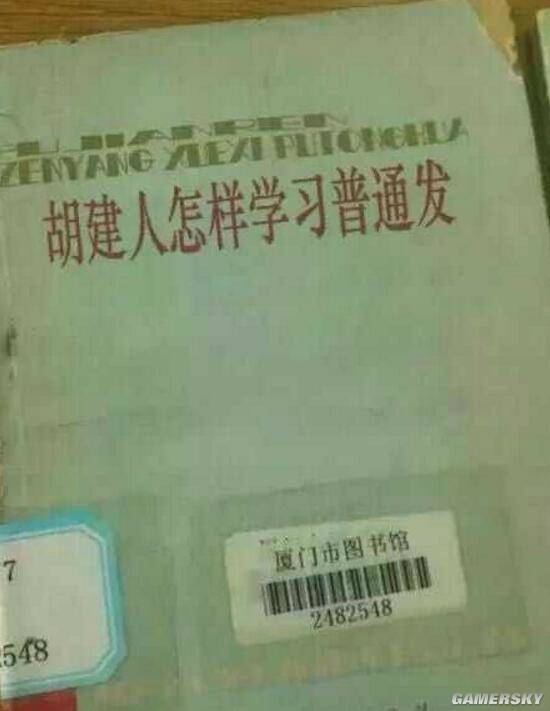 ZENYANG XUEXI PUTONGHUA
胡建人怎样学习普通发
厦门市图书馆
2482548
7
548
GAMERSKY